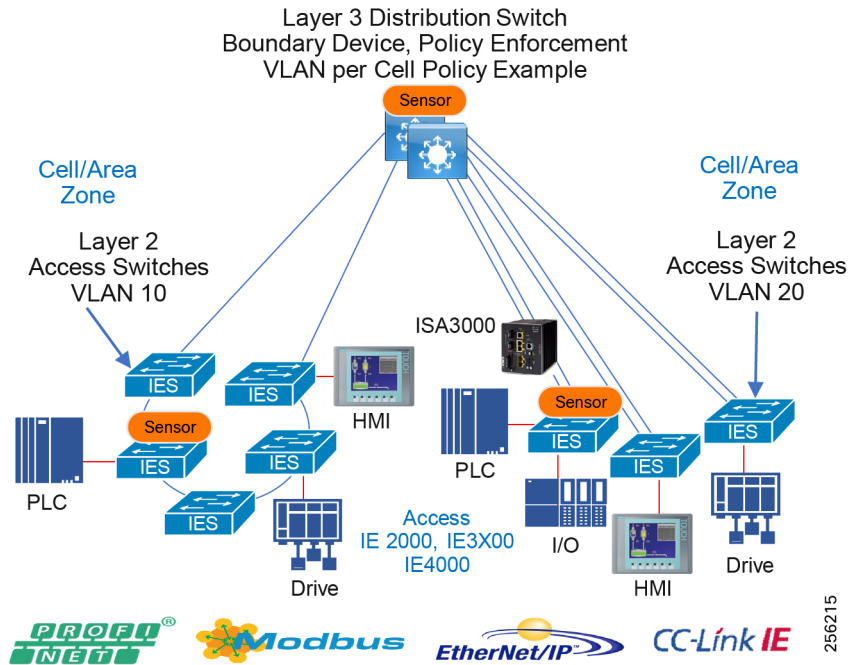 Layer 3 Distribution Switch
Boundary Device, Policy Enforcement
VLAN per Cell Policy Example
Sensor
Cell/Area
Zone
Layer 2
Access Switches
VLAN 10
Cell/Area
Zone
Layer 2
Access Switches
VLAN 20
ISA3000
IES
IES
HMI
Sensor
IES
PLC
IES
IES
Drive
Access
IE 2000, IE3X00
IE4000
PLC
Sensor
IES
I/O
IES
HMI
IES
Drive
PROFI
NET®
Modbus
EtherNet/IP™
CC-Link IE
256215